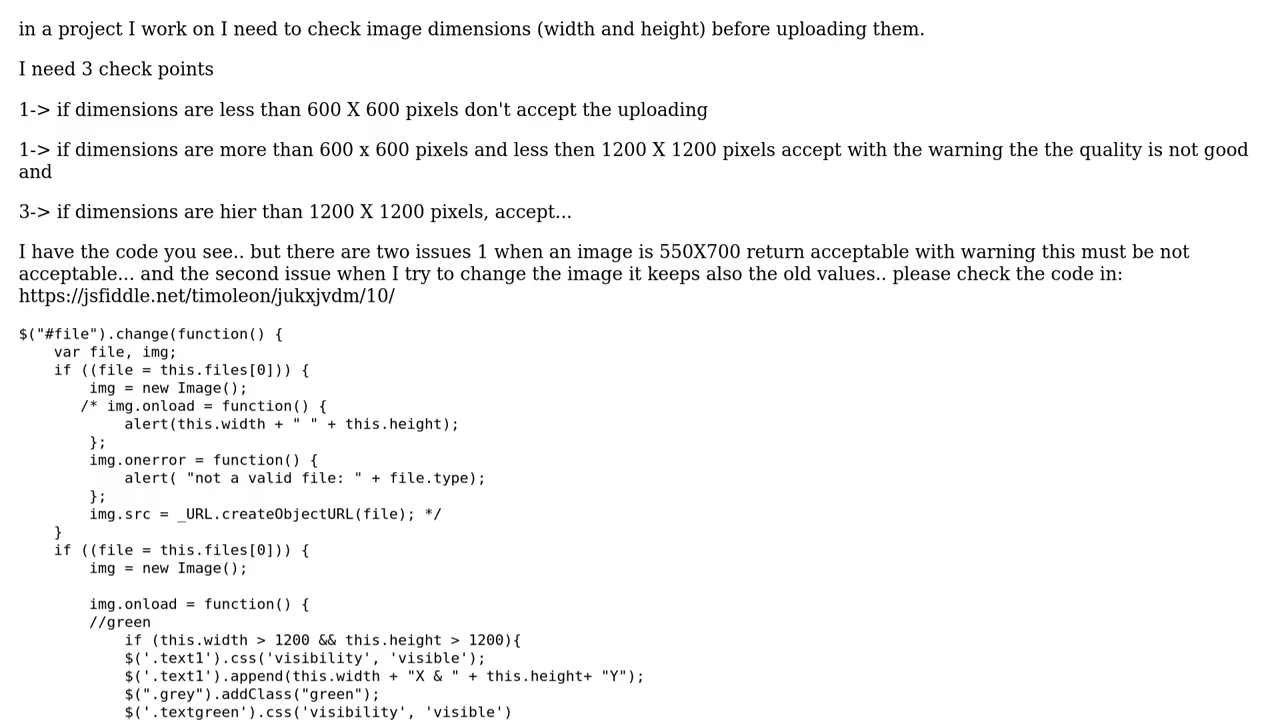 in a project I work on I need to check image dimensions (width and height) before uploading them.
I need 3 check points
1-> if dimensions are less than 600 X 600 pixels don't accept the uploading
1-> if dimensions are more than 600 x 600 pixels and less then 1200 X 1200 pixels accept with the warning the the quality is not good
and
3-> if dimensions are hier than 1200 X 1200 pixels, accept...
I have the code you see.. but there are two issues 1 when an image is 550X700 return acceptable with warning this must be not
acceptable... and the second issue when I try to change the image it keeps also the old values.. please check the code in:
https://jsfiddle.net/timoleon/jukxjvdm/10/
$("#file").change(function() {
    var file, img;
    if ((file = this.files[0])) {
        img = new Image();
       /* img.onload = function() {
            alert(this.width + " " + this.height);
        };
        img.onerror = function() {
            alert( "not a valid file: " + file.type);
        };
        img.src = _URL.createObjectURL(file); */
    }
    if ((file = this.files[0])) {
        img = new Image();
        img.onload = function() {
        //green
            if (this.width > 1200 && this.height > 1200){
            $('.text1').css('visibility', 'visible');
            $('.text1').append(this.width + "X & " + this.height+ "Y");
            $(".grey").addClass("green");
            $('.textgreen').css('visibility', 'visible')